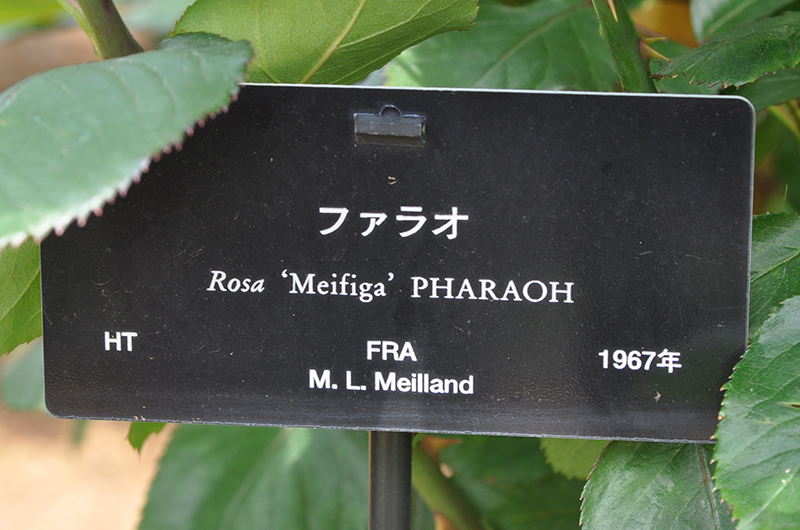 ファラオ
Rosa ‘Meifiga’ PHARAOH
HT
FRA
1967年
M. L. Meilland